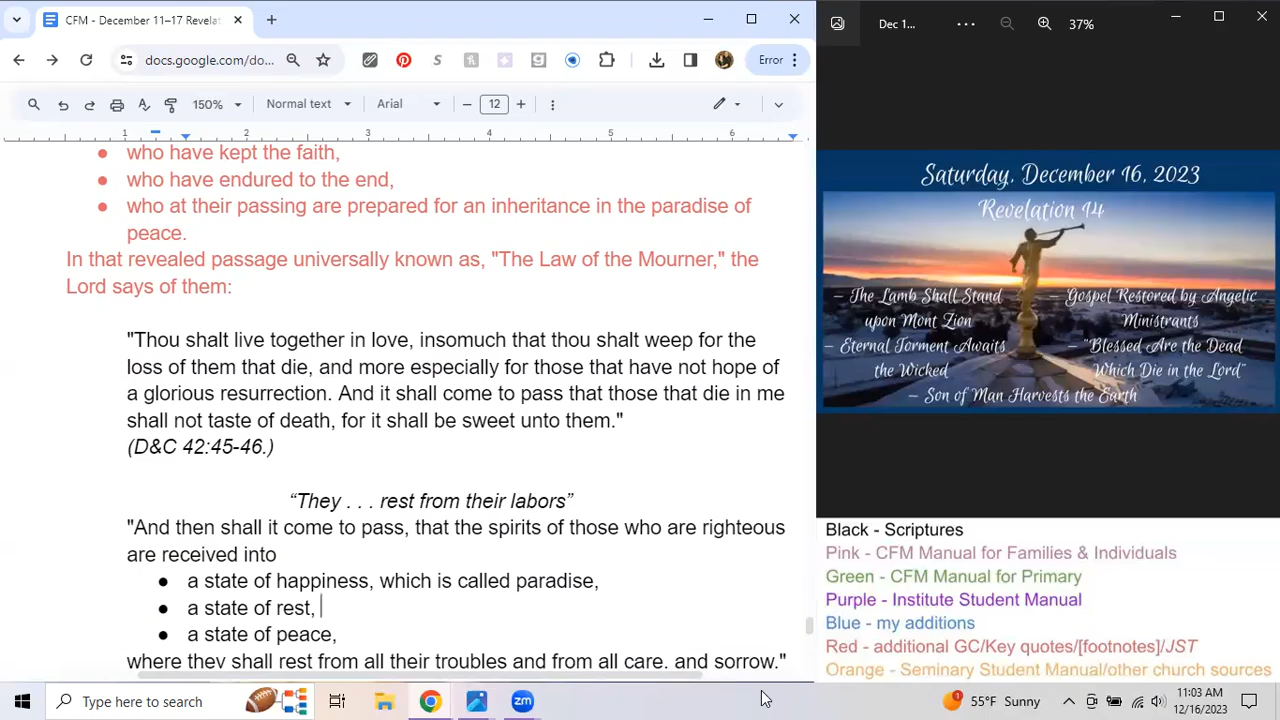 CFM - December 11–17 Revelat
docs.google.com/do...
Error
150%
Normal text
Arial
12
1
2
3
4
5
6
● who have kept the faith,
● who have endured to the end,
● who at their passing are prepared for an inheritance in the paradise of
peace.
In that revealed passage universally known as, "The Law of the Mourner," the
Lord says of them:
"Thou shalt live together in love, insomuch that thou shalt weep for the
loss of them that die, and more especially for those that have not hope of
a glorious resurrection. And it shall come to pass that those that die in me
shall not taste of death, for it shall be sweet unto them."
(D&C 42:45-46.)
“They . . . rest from their labors”
"And then shall it come to pass, that the spirits of those who are righteous
are received into
● a state of happiness, which is called paradise,
● a state of rest,
● a state of peace,
where they shall rest from all their troubles and from all care, and sorrow."
Dec 1...
37%
Saturday, December 16, 2023
Revelation 14
– The Lamb Shall Stand
upon Mont Zion
– Eternal Torment Awaits
the Wicked
– Gospel Restored by Angelic
Ministrants
– "Blessed Are the Dead
Which Die in the Lord"
– Son of Man Harvests the Earth
Black - Scriptures
Pink - CFM Manual for Families & Individuals
Green - CFM Manual for Primary
Purple - Institute Student Manual
Blue - my additions
Red - additional GC/Key quotes/[footnotes]/JST
Orange - Seminary Student Manual/other church sources
Type here to search
zm
1
55°F Sunny
11:03 AM
12/16/2023